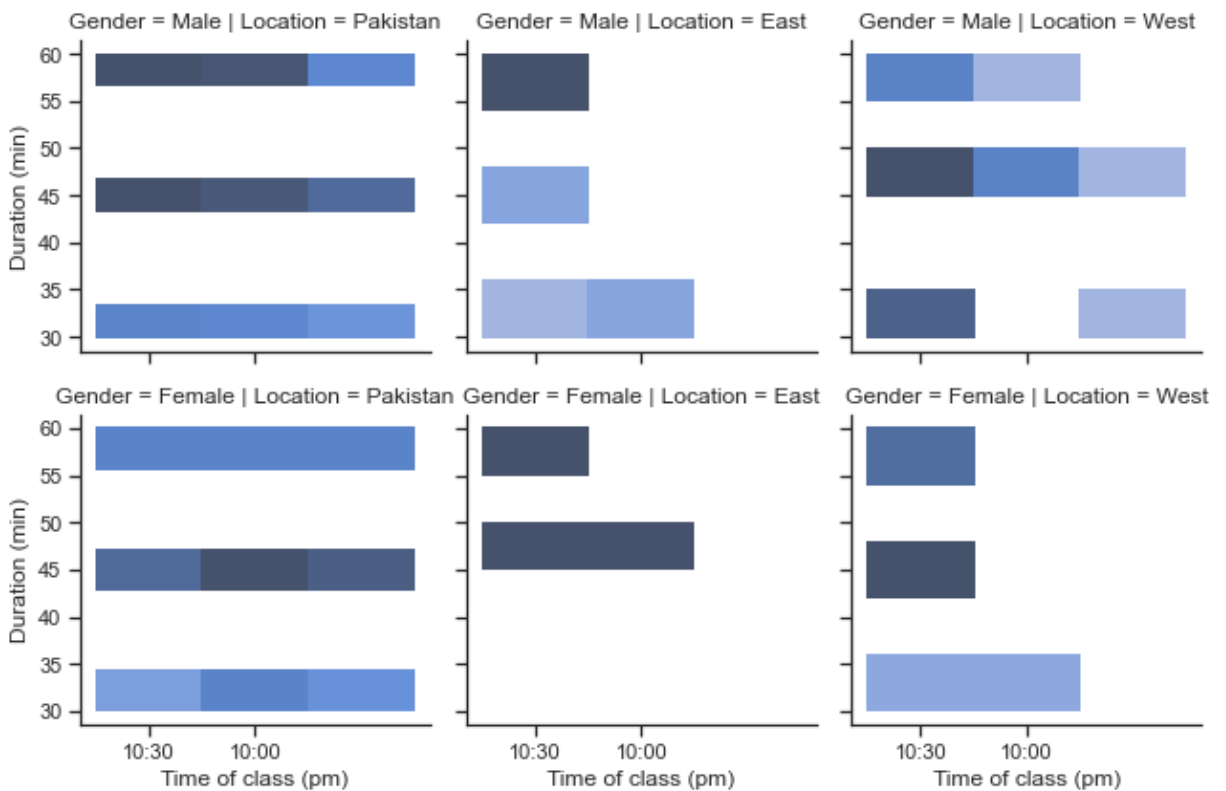 Gender = Male | Location = Pakistan
Gender = Male | Location = East
Gender = Male | Location = West
Duration (min)
60
55
50
45
40
35
30
Gender = Female | Location = Pakistan
Gender = Female | Location = East
Gender = Female | Location = West
Duration (min)
60
55
50
45
40
35
30
10:30
10:00
10:30
10:00
10:30
10:00
Time of class (pm)
Time of class (pm)
Time of class (pm)